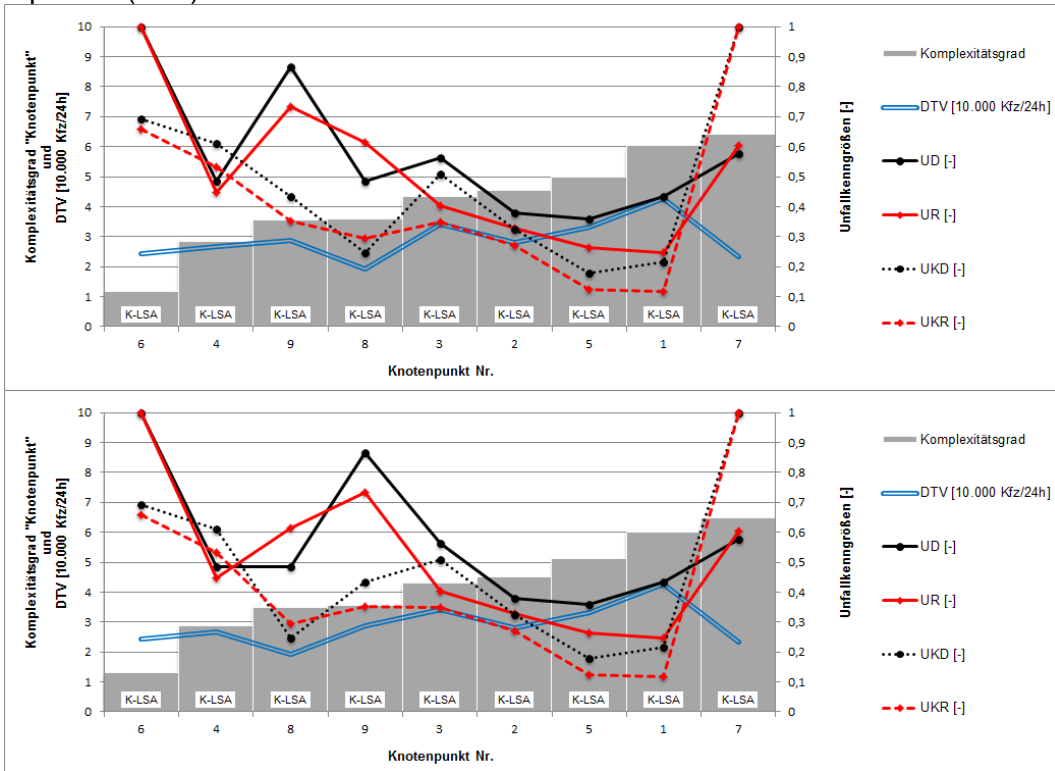 Komplexitätsgrad "Knotenpunkt"
und
DTV [10.000 Kfz/24h]
10
9
8
7
6
5
4
3
2
1
0
K-LSA K-LSA K-LSA K-LSA K-LSA K-LSA K-LSA K-LSA K-LSA
6 4 9 8 3 2 5 1 7
Knotenpunkt Nr.
1
0,9
0,8
0,7
0,6
0,5
0,4
0,3
0,2
0,1
0
Unfallkenngrößen [-]
Komplexitätsgrad
DTV [10.000 Kfz/24h]
UD [-]
UR [-]
UKD [-]
UKR [-]
Komplexitätsgrad "Knotenpunkt"
und
DTV [10.000 Kfz/24h]
10
9
8
7
6
5
4
3
2
1
0
K-LSA K-LSA K-LSA K-LSA K-LSA K-LSA K-LSA K-LSA K-LSA
6 4 8 9 3 2 5 1 7
Knotenpunkt Nr.
1
0,9
0,8
0,7
0,6
0,5
0,4
0,3
0,2
0,1
0
Unfallkenngrößen [-]
Komplexitätsgrad
DTV [10.000 Kfz/24h]
UD [-]
UR [-]
UKD [-]
UKR [-]